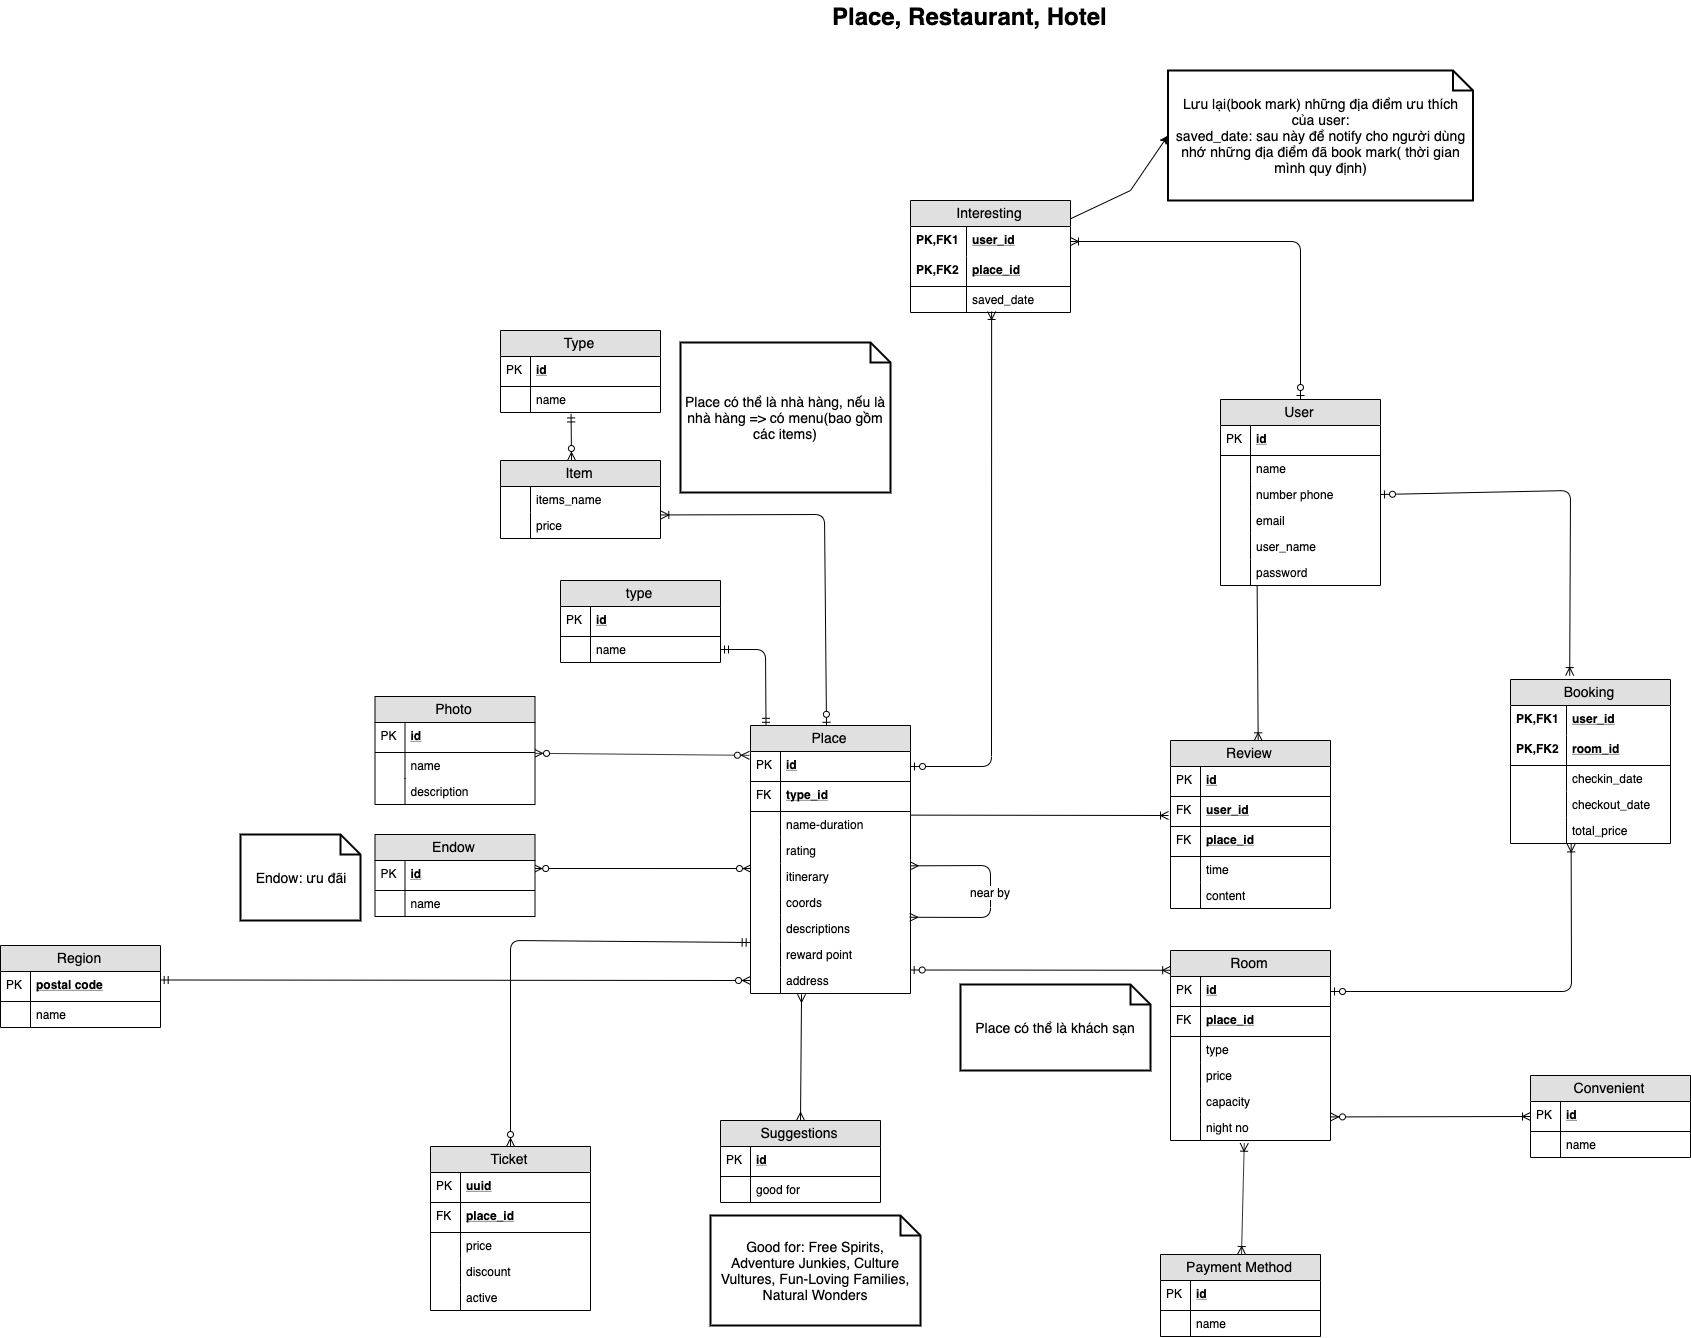 Place, Restaurant, Hotel
Lưu lại(book mark) những địa điểm ưu thích
của user:
saved_date: sau này để notify cho người dùng
nhớ những địa điểm đã book mark( thời gian
mình quy định)
Interesting
PK,FK1 user_id
PK,FK2 place_id
saved_date
Type
PK id
name
Place có thể là nhà hàng, nếu là
nhà hàng => có menu(bao gồm
các items)
Item
items_name
price
User
PK id
name
number phone
email
user_name
password
type
PK id
name
Photo
PK id
name
description
Place
PK id
FK type_id
name-duration
rating
itinerary
coords
descriptions
reward point
address
near by
Review
PK id
FK user_id
FK place_id
time
content
Booking
PK,FK1 user_id
PK,FK2 room_id
checkin_date
checkout_date
total_price
Endow: ưu đãi
Endow
PK id
name
Region
PK postal code
name
Room
PK id
FK place_id
type
price
capacity
night no
Place có thể là khách sạn
Convenient
PK id
name
Ticket
PK uuid
FK place_id
price
discount
active
Suggestions
PK id
good for
Good for: Free Spirits,
Adventure Junkies, Culture
Vultures, Fun-Loving Families,
Natural Wonders
Payment Method
PK id
name